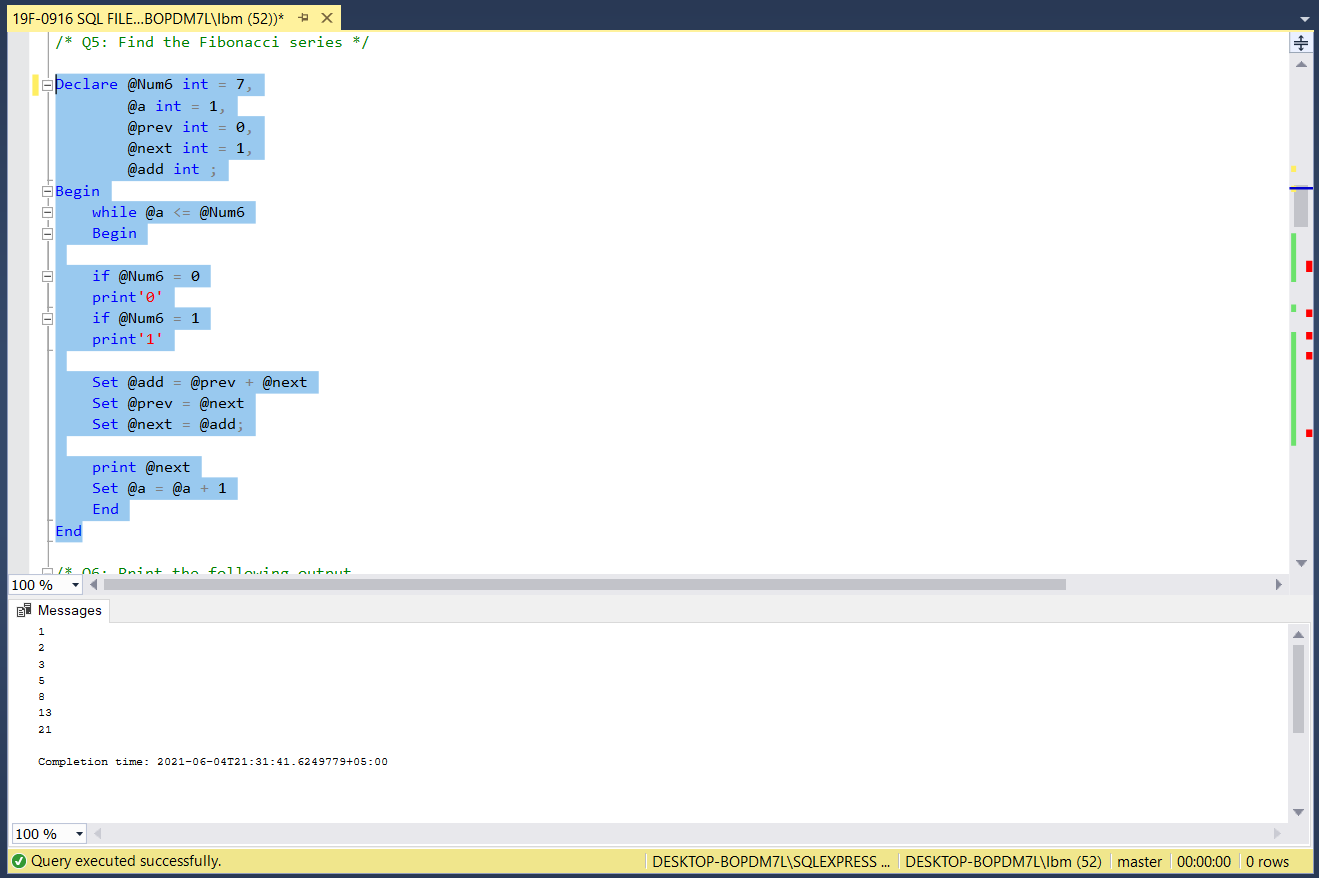 19F-0916 SQL FILE...BOPDM7L\Ibm (52))*
/* Q5: Find the Fibonacci series */
Declare @Num6 int = 7,
@a int = 1,
@prev int = 0,
@next int = 1,
@add int ;
Begin
while @a <= @Num6
Begin
if @Num6 = 0
print'0'
if @Num6 = 1
print'1'
Set @add = @prev + @next
Set @prev = @next
Set @next = @add;
print @next
Set @a = @a + 1
End
End
/* Q6: Print the following output
100 %
Messages
1
2
3
5
8
13
21
Completion time: 2021-06-04T21:31:41.6249779+05:00
100 %
Query executed successfully.
DESKTOP-BOPDM7L\SQLEXPRESS ...
DESKTOP-BOPDM7L\Ibm (52)
master
00:00:00
0 rows